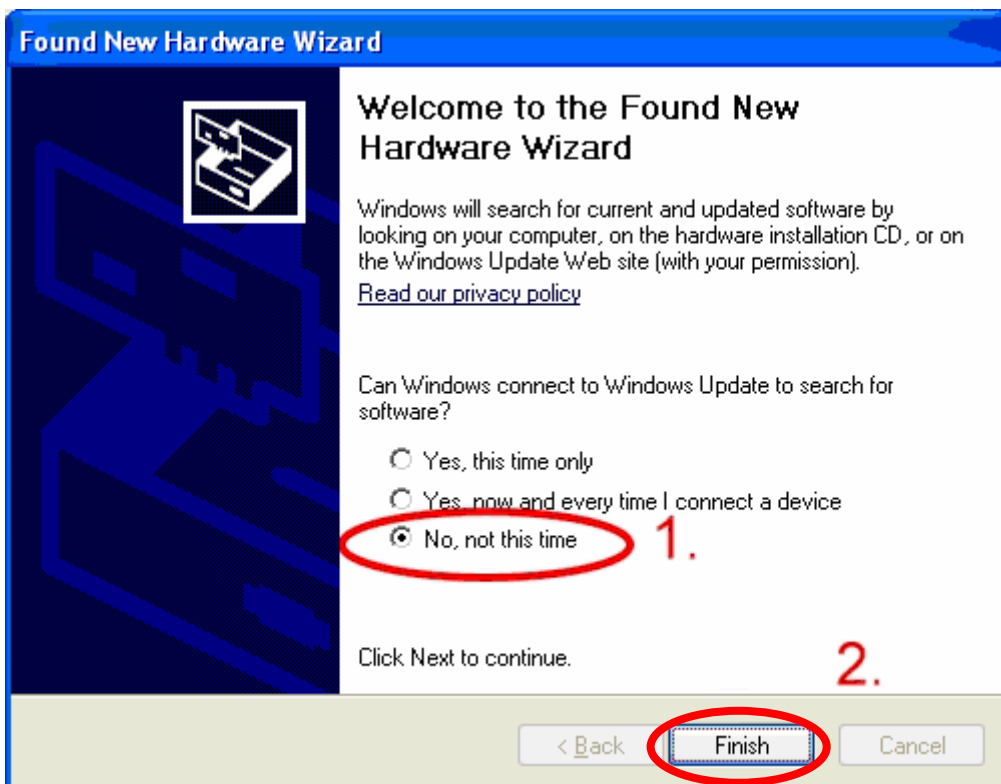 Found New Hardware Wizard
Welcome to the Found New
Hardware Wizard
Windows will search for current and updated software by
looking on your computer, on the hardware installation CD, or on
the Windows Update Web site (with your permission).
Read our privacy policy
Can Windows connect to Windows Update to search for
software?
Yes, this time only
Yes, now and every time I connect a device
No, not this time 1.
Click Next to continue.
2.
< Back Finish Cancel